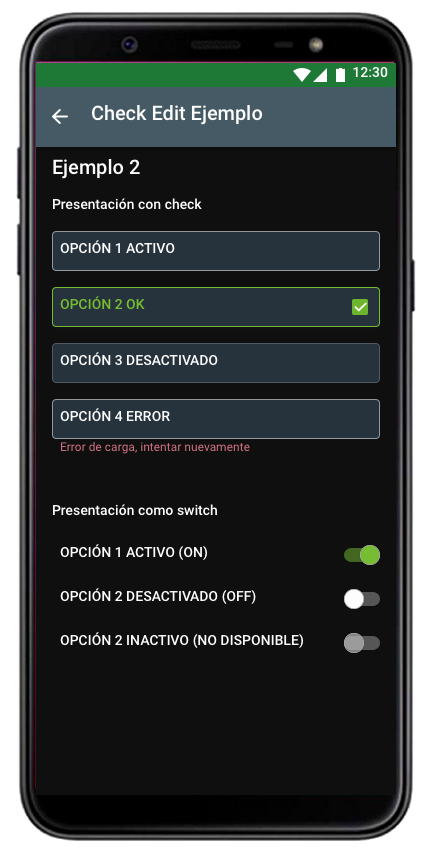 12:30
Check Edit Ejemplo
Ejemplo 2
Presentación con check
OPCIÓN 1 ACTIVO
OPCIÓN 2 OK
OPCIÓN 3 DESACTIVADO
OPCIÓN 4 ERROR
Error de carga, intentar nuevamente
Presentación como switch
OPCIÓN 1 ACTIVO (ON)
OPCIÓN 2 DESACTIVADO (OFF)
OPCIÓN 2 INACTIVO (NO DISPONIBLE)